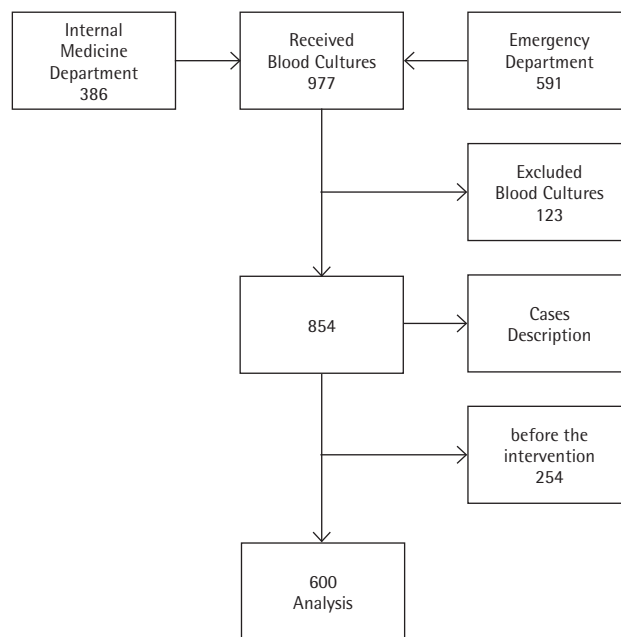 Internal
Medicine
Department
386
Received
Blood Cultures
977
Emergency
Department
591
Excluded
Blood Cultures
123
854
Cases
Description
before the
intervention
254
600
Analysis